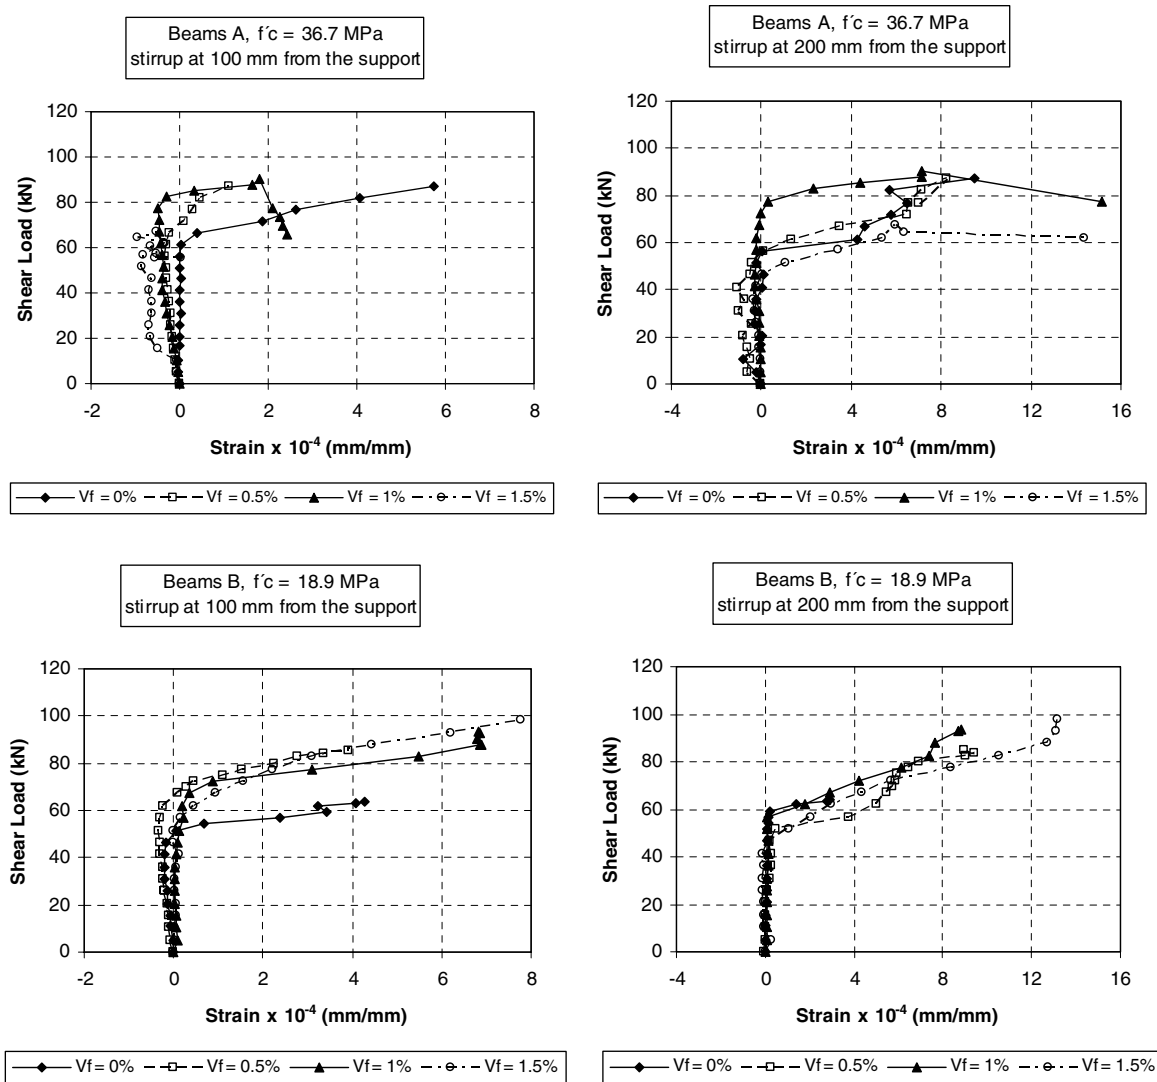 Beams A, f´c = 36.7 MPa
stirrup at 100 mm from the support
120
100
80
60
40
20
0
Shear Load (kN)
-2 0 2 4 6 8
Strain x 10-4 (mm/mm)
Vf = 0% Vf = 0.5% Vf = 1% Vf = 1.5%
Beams A, f´c = 36.7 MPa
stirrup at 200 mm from the support
120
100
80
60
40
20
0
Shear Load (kN)
-4 0 4 8 12 16
Strain x 10-4 (mm/mm)
Vf = 0% Vf = 0.5% Vf = 1% Vf = 1.5%
Beams B, f´c = 18.9 MPa
stirrup at 100 mm from the support
120
100
80
60
40
20
0
Shear Load (kN)
-2 0 2 4 6 8
Strain x 10-4 (mm/mm)
Vf = 0% Vf = 0.5% Vf = 1% Vf = 1.5%
Beams B, f´c = 18.9 MPa
stirrup at 200 mm from the support
120
100
80
60
40
20
0
Shear Load (kN)
-4 0 4 8 12 16
Strain x 10-4 (mm/mm)
Vf = 0% Vf = 0.5% Vf = 1% Vf = 1.5%